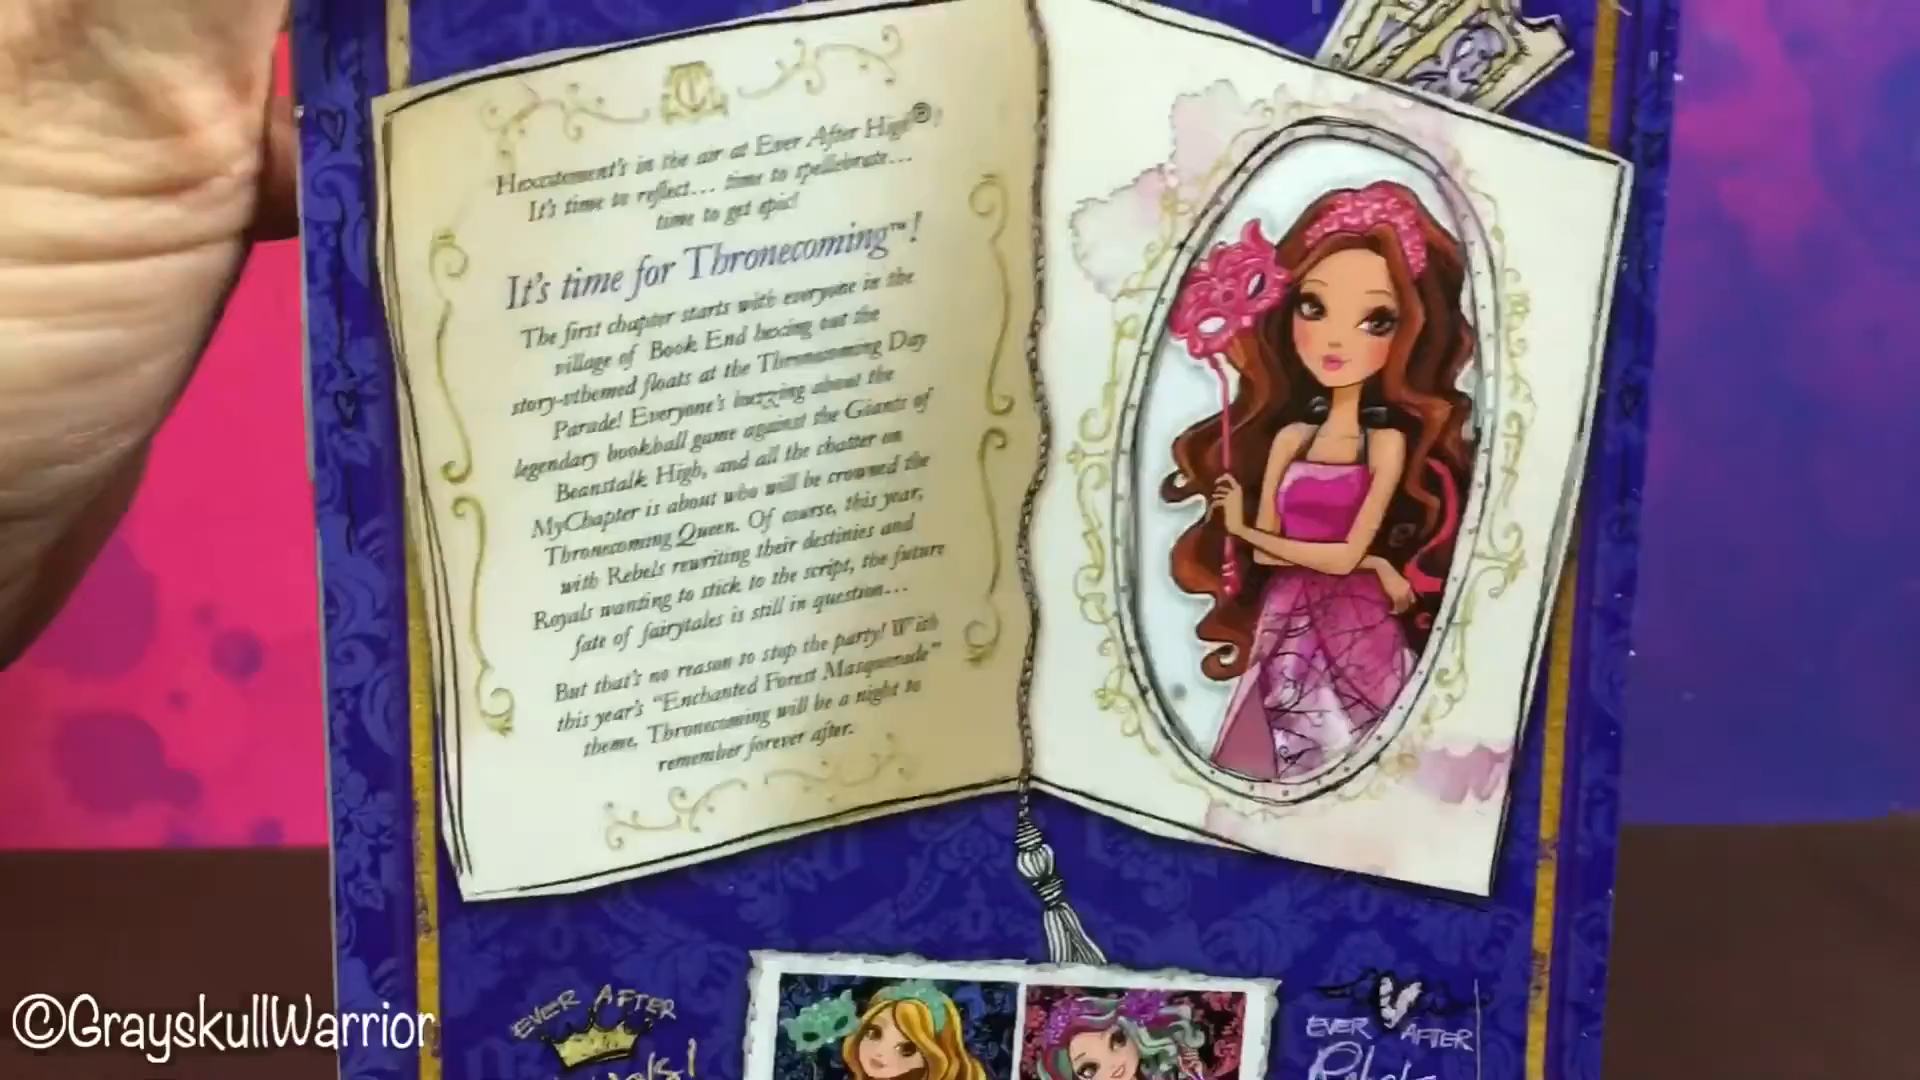 Hexcitement's in the air at Ever After High®!
It's time to reflect... time to spellebrate...
time to get epic!
It's time for Thronecoming™!
The first chapter starts with everyone in the
village of Book End hexing out the
story-vthemed floats at the Thronecoming Day
Parade! Everyone's buzzing about the
legendary bookball game against the Giants of
Beanstalk High, and all the chatter on
MyChapter is about who will be crowned the
Thronecoming Queen. Of course, this year,
with Rebels rewriting their destinies and
Royals wanting to stick to the script, the future
fate of fairytales is still in question...
But that's no reason to stop the party! With
this year's "Enchanted Forest Masquerade"
theme, Thronecoming will be a night to
remember forever after.
EVER AFTER
EVER AFTER
©GrayskullWarrior